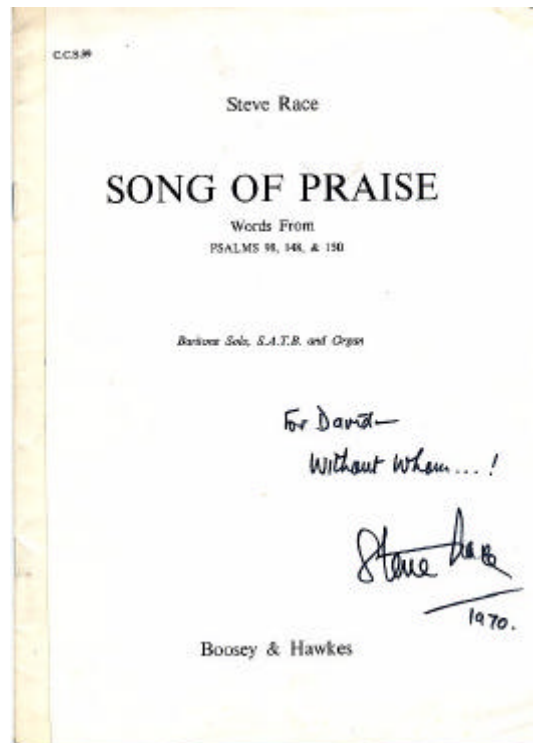 C.C.S.99
Steve Race
SONG OF PRAISE
Words From
PSALMS 98, 148, & 150
Baritone Solo, S.A.T.B. and Organ
For David—
Without Whom...!
Steve Race
1970.
Boosey & Hawkes